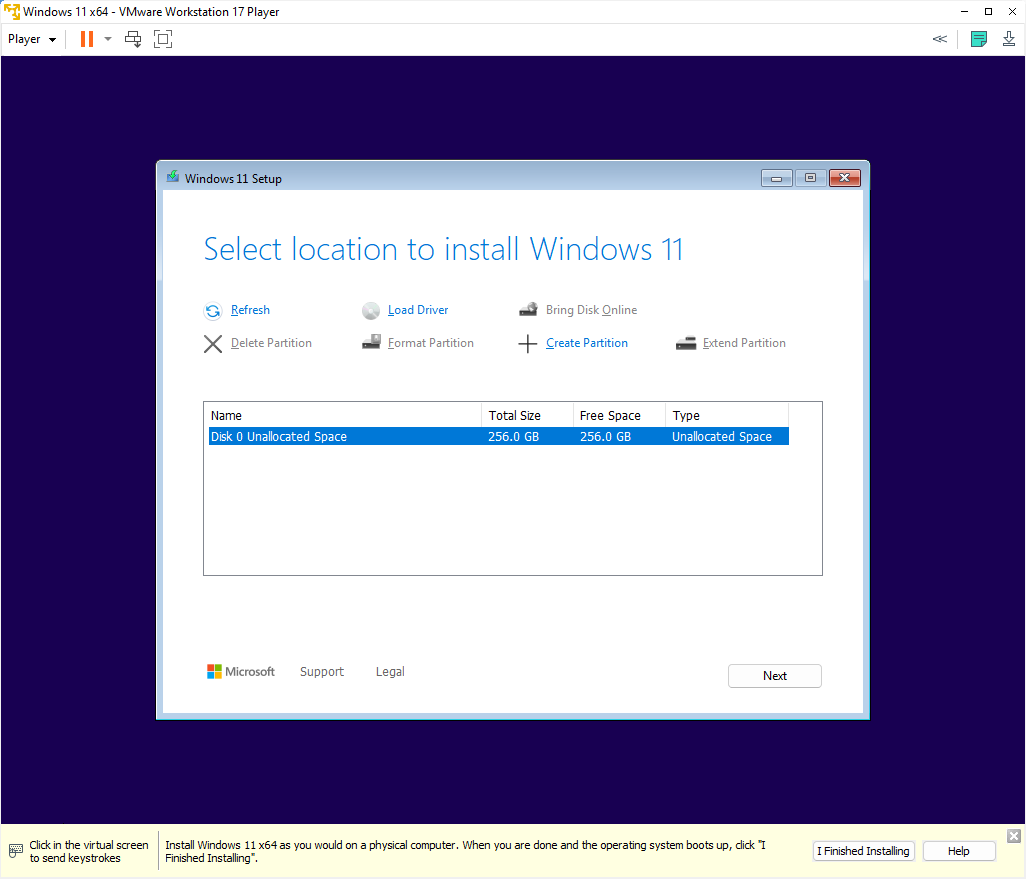 Windows 11 x64 - VMware Workstation 17 Player
Player
Windows 11 Setup
Select location to install Windows 11
Refresh Load Driver Bring Disk Online
Delete Partition Format Partition Create Partition Extend Partition
Name Total Size Free Space Type
Disk 0 Unallocated Space 256.0 GB 256.0 GB Unallocated Space
Microsoft Support Legal Next
Click in the virtual screen
to send keystrokes
Install Windows 11 x64 as you would on a physical computer. When you are done and the operating system boots up, click "I
Finished Installing".
I Finished Installing Help